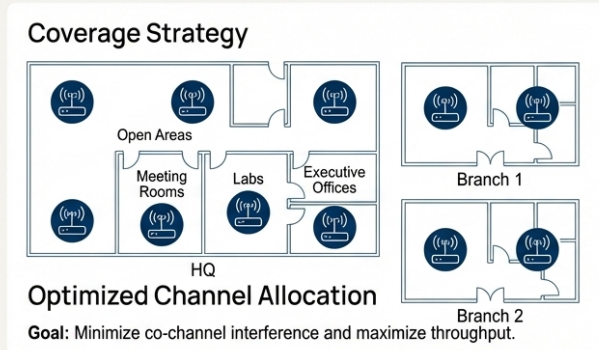 Coverage Strategy
Open Areas
Meeting
Rooms
Labs
Executive
Offices
HQ
Branch 1
Branch 2
Optimized Channel Allocation
Goal: Minimize co-channel interference and maximize throughput.